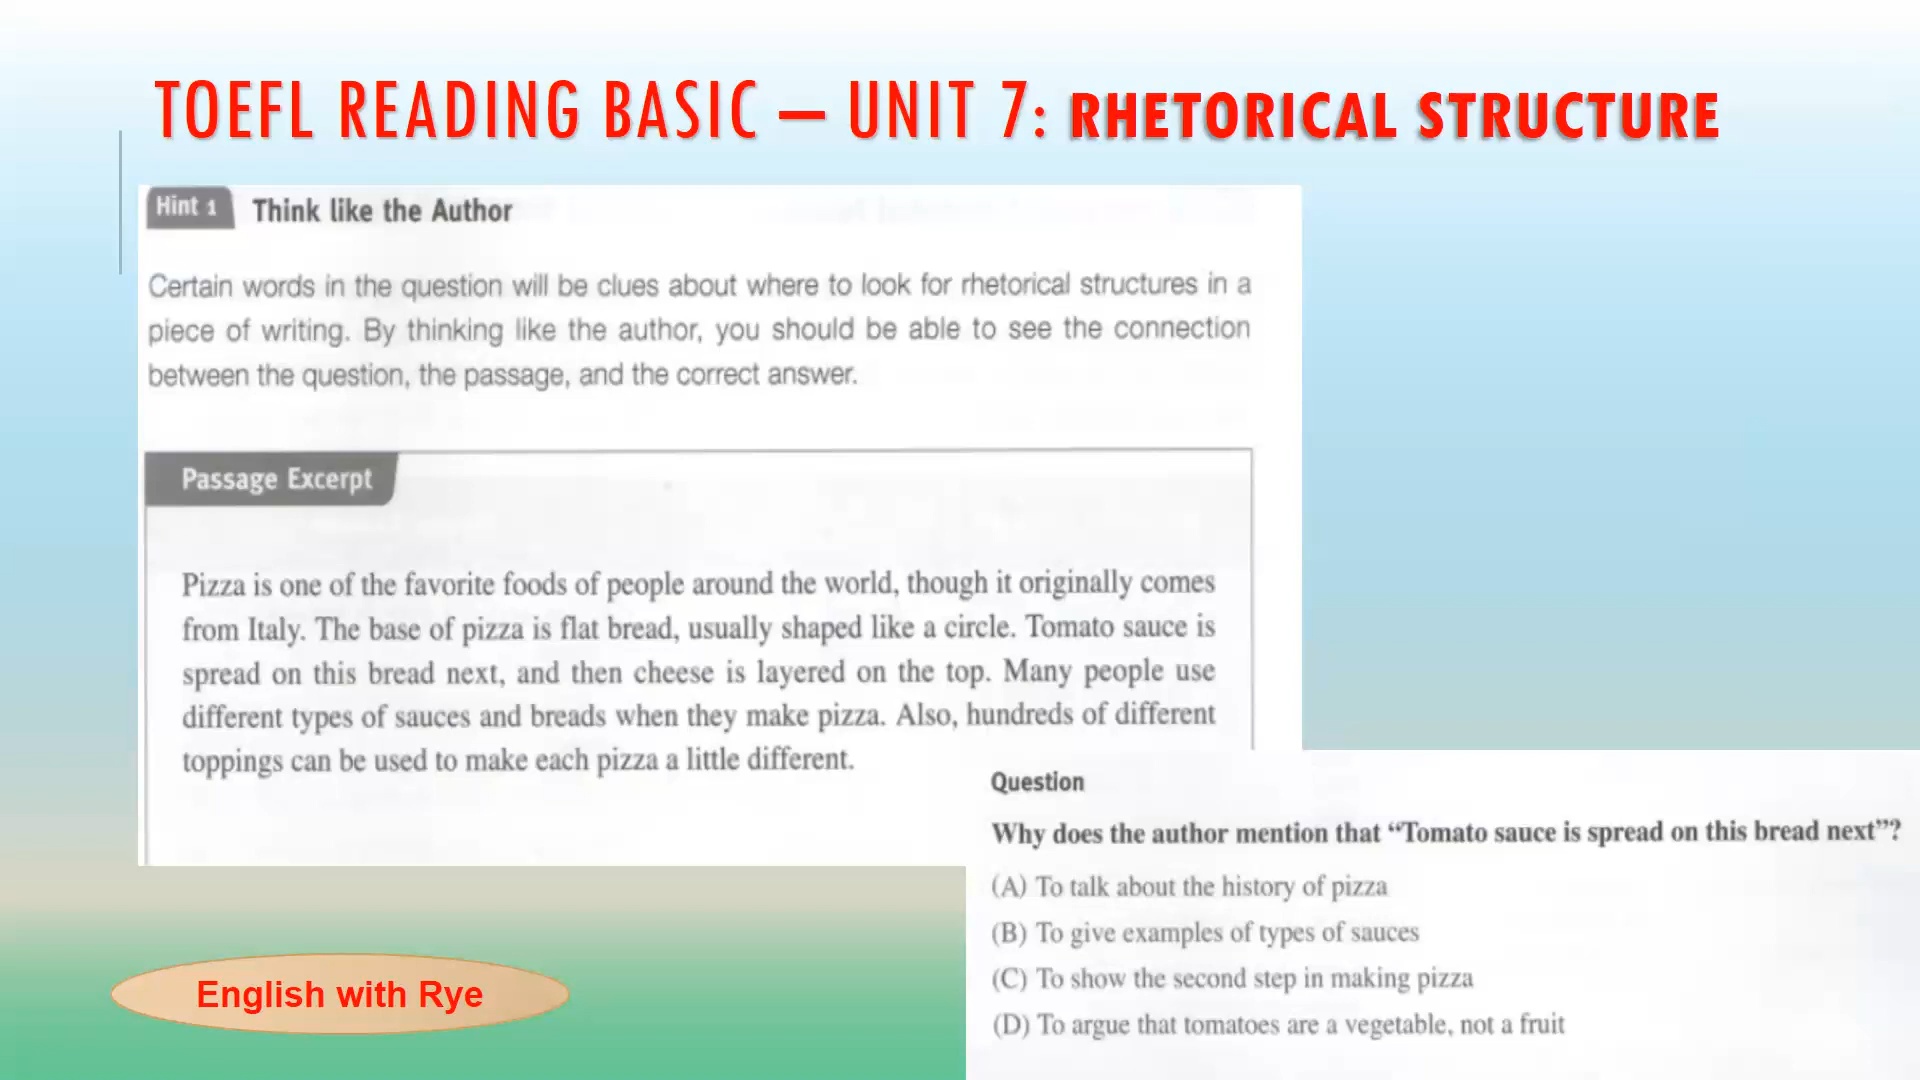 TOEFL READING BASIC – UNIT 7: RHETORICAL STRUCTURE
Hint 1 Think like the Author
Certain words in the question will be clues about where to look for rhetorical structures in a
piece of writing. By thinking like the author, you should be able to see the connection
between the question, the passage, and the correct answer.
Passage Excerpt
Pizza is one of the favorite foods of people around the world, though it originally comes
from Italy. The base of pizza is flat bread, usually shaped like a circle. Tomato sauce is
spread on this bread next, and then cheese is layered on the top. Many people use
different types of sauces and breads when they make pizza. Also, hundreds of different
toppings can be used to make each pizza a little different.
Question
Why does the author mention that “Tomato sauce is spread on this bread next”?
(A) To talk about the history of pizza
(B) To give examples of types of sauces
(C) To show the second step in making pizza
(D) To argue that tomatoes are a vegetable, not a fruit
English with Rye